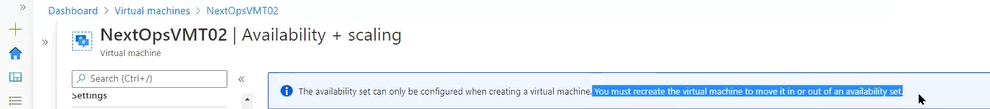 Dashboard > Virtual machines > NextOpsVMT02
NextOpsVMT02 | Availability + scaling
Virtual machine
Search (Ctrl+/)
Settings
The availability set can only be configured when creating a virtual machine. You must recreate the virtual machine to move it in or out of an availability set.